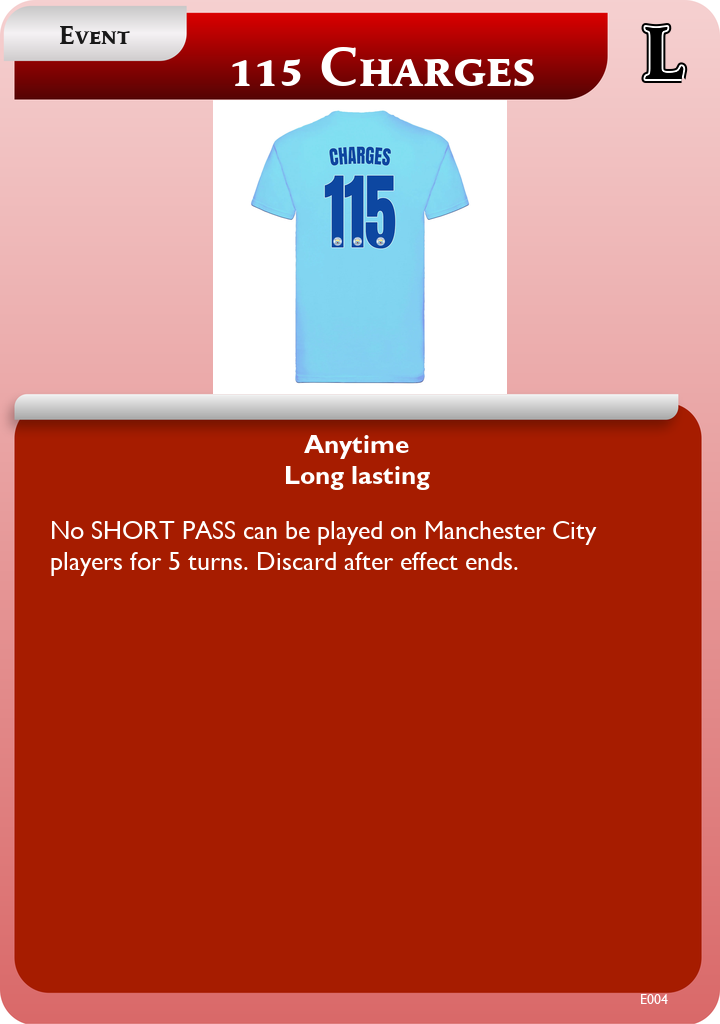 Event
115 Charges
L
CHARGES
115
Anytime
Long lasting
No SHORT PASS can be played on Manchester City
players for 5 turns. Discard after effect ends.
E004